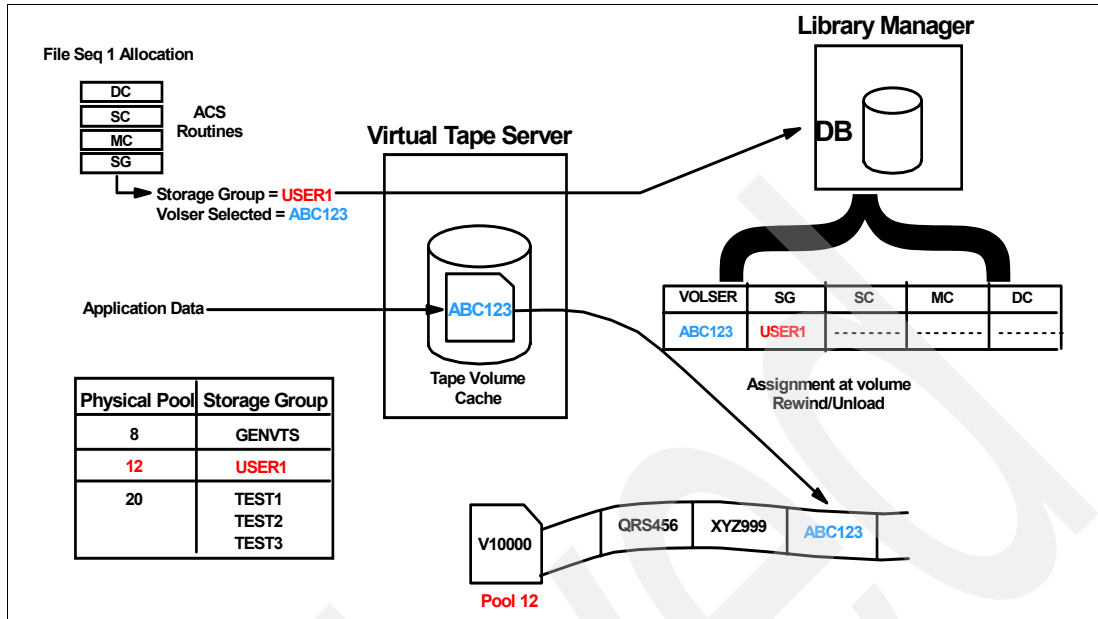 Library Manager
File Seq 1 Allocation
DC
SC
MC
SG
ACS
Routines
DB
Virtual Tape Server
Storage Group = USER1
Volser Selected = ABC123
VOLSER SG SC MC DC
ABC123 USER1 --------- --------- ---------
Application Data
ABC123
Tape Volume
Cache
Assignment at volume
Rewind/Unload
Physical Pool Storage Group
8 GENVTS
12 USER1
20 TEST1
TEST2
TEST3
V10000 QRS456 XYZ999 ABC123
Pool 12